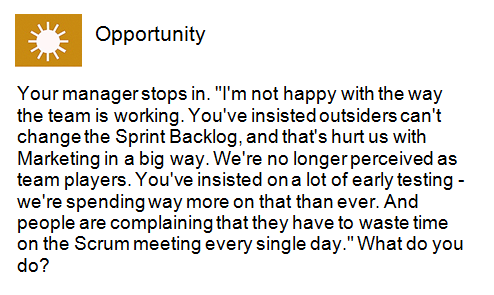 Opportunity
Your manager stops in. "I'm not happy with the way
the team is working. You've insisted outsiders can't
change the Sprint Backlog, and that's hurt us with
Marketing in a big way. We're no longer perceived as
team players. You've insisted on a lot of early testing -
we're spending way more on that than ever. And
people are complaining that they have to waste time
on the Scrum meeting every single day." What do you
do?